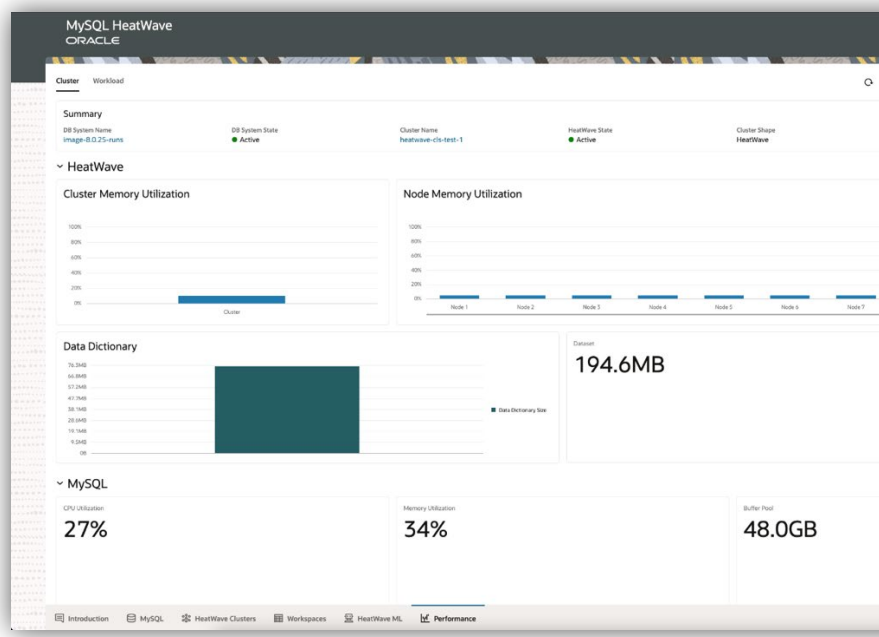 MySQL HeatWave
ORACLE
Cluster Workload
Summary
DB System Name DB System State Cluster Name HeatWave State Cluster Shape
image-8.0.25-runs Active heatwave-cls-test-1 Active HeatWave
HeatWave
Cluster Memory Utilization Node Memory Utilization
100% 100%
80% 80%
60% 60%
40% 40%
20% 20%
0% 0%
Cluster Node 1 Node 2 Node 3 Node 4 Node 5 Node 6 Node 7
Data Dictionary Dataset
194.6MB
76.3MB
66.8MB
57.2MB
47.7MB
38.1MB
Data Dictionary Size
28.6MB
19.1MB
9.5MB
0B
MySQL
CPU Utilization Memory Utilization Buffer Pool
27% 34% 48.0GB
Introduction MySQL HeatWave Clusters Workspaces HeatWave ML Performance